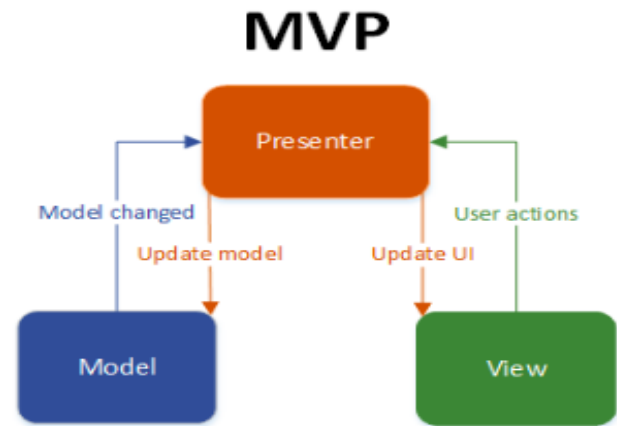 MVP
Presenter
Model changed
User actions
Update model
Update UI
Model
View